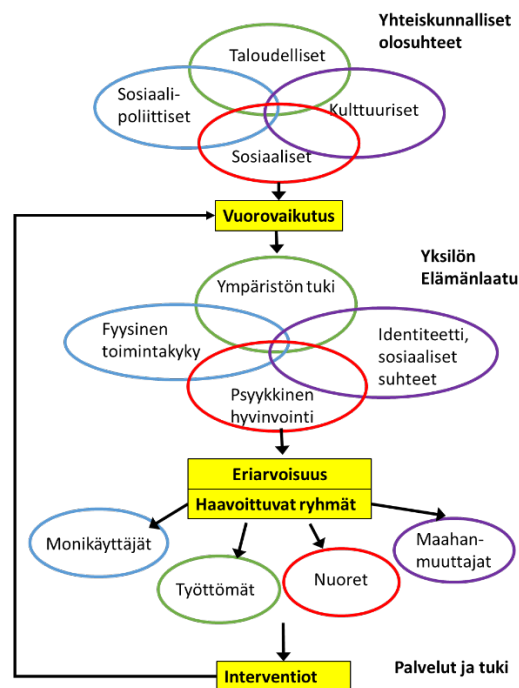 Yhteiskunnalliset
olosuhteet
Taloudelliset
Sosiaali-
poliittiset
Kulttuuriset
Sosiaaliset
Vuorovaikutus
Yksilön
Elämänlaatu
Ympäristön tuki
Fyysinen
toimintakyky
Identiteetti,
sosiaaliset
suhteet
Psyykkinen
hyvinvointi
Eriarvoisuus
Haavoittuvat ryhmät
Monikäyttäjät
Työttömät
Nuoret
Maahan-
muuttajat
Interventiot
Palvelut ja tuki